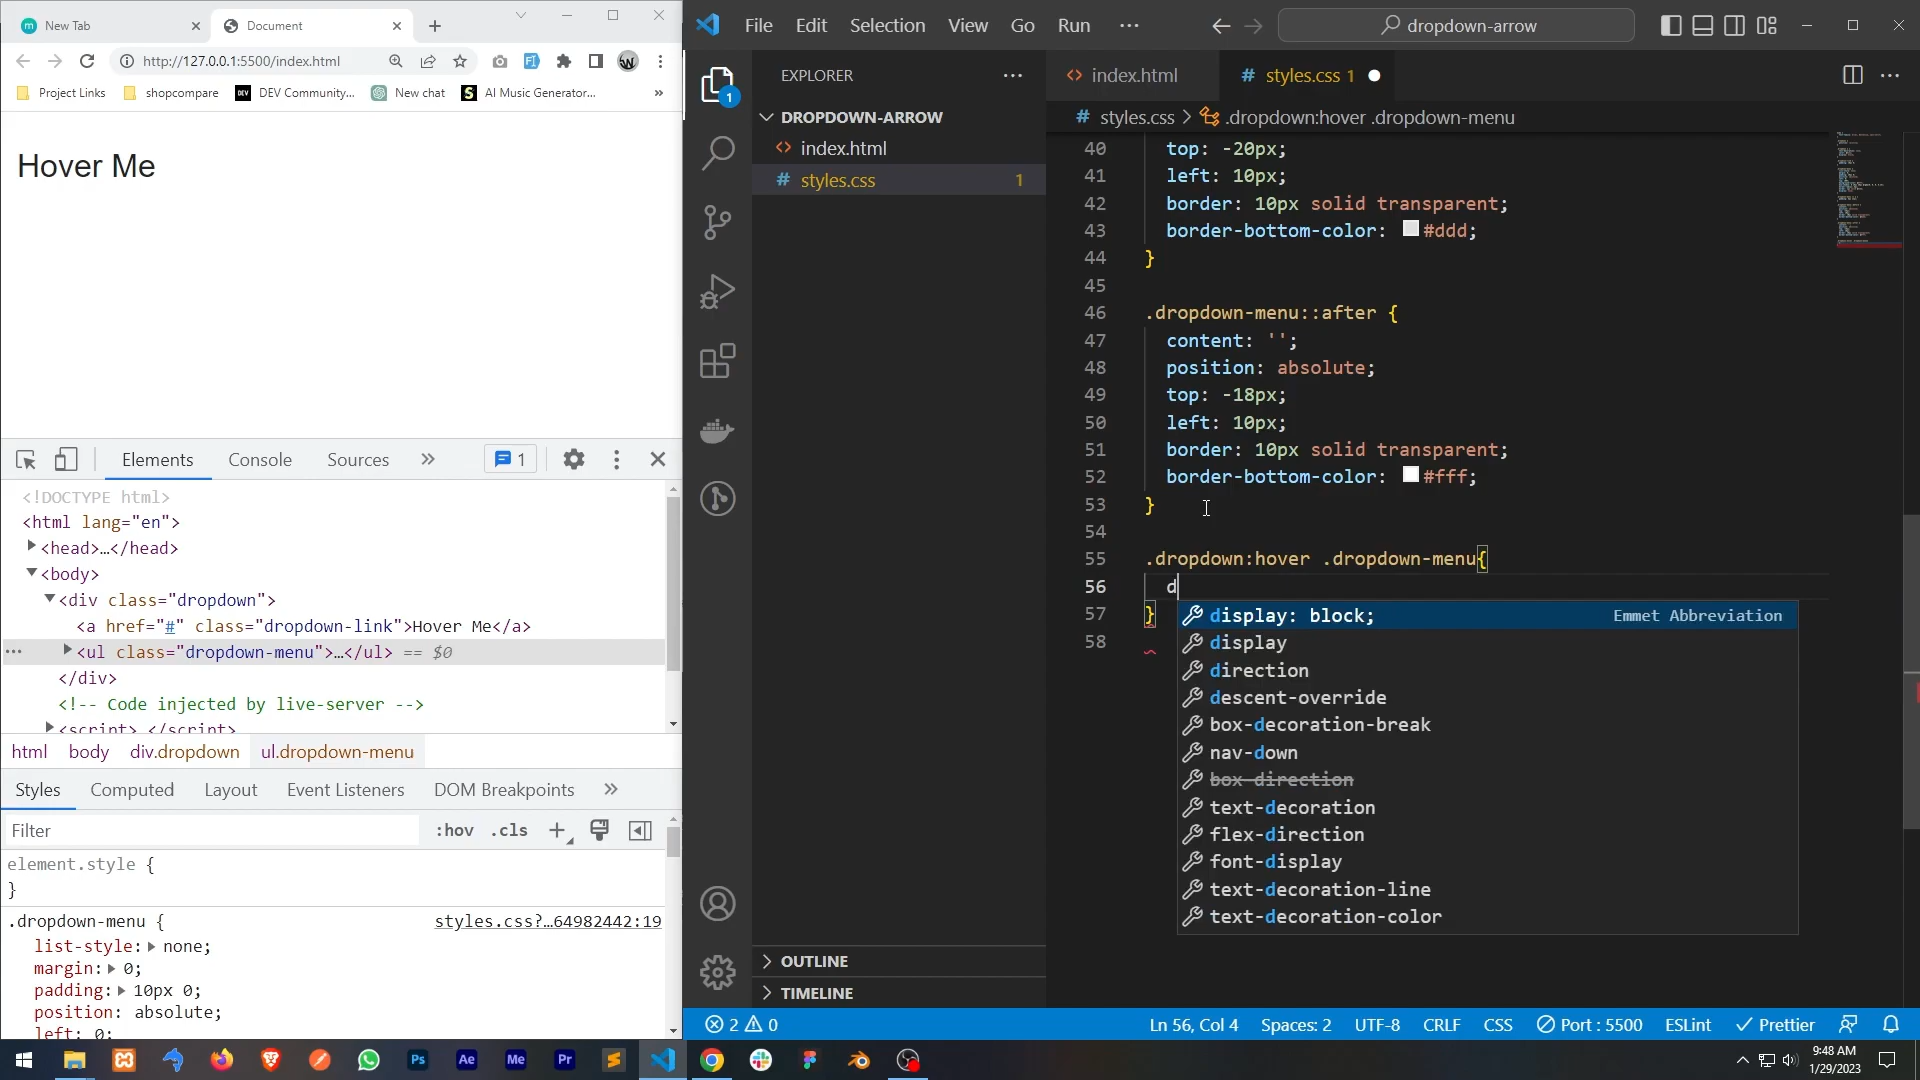 New Tab
Document
http://127.0.0.1:5500/index.html
Project Links
shopcompare
DEV Community...
New chat
AI Music Generator...
»
Hover Me
Elements
Console
Sources
»
1
<!DOCTYPE html>
<html lang="en">
<head>…</head>
<body>
<div class="dropdown">
<a href="#" class="dropdown-link">Hover Me</a>
<ul class="dropdown-menu">…</ul> == $0
</div>
<!-- Code injected by live-server -->
<script>…</script>
html body div.dropdown ul.dropdown-menu
Styles
Computed
Layout
Event Listeners
DOM Breakpoints
»
Filter
:hov .cls
element.style {
}
.dropdown-menu {
styles.css?…64982442:19
list-style: none;
margin: 0;
padding: 10px 0;
position: absolute;
left: 0;
File Edit Selection View Go Run ···
dropdown-arrow
EXPLORER
DROPDOWN-ARROW
index.html
styles.css 1
1
OUTLINE
TIMELINE
index.html
styles.css 1
styles.css > .dropdown:hover .dropdown-menu
40 top: -20px;
41 left: 10px;
42 border: 10px solid transparent;
43 border-bottom-color: #ddd;
44 }
45
46 .dropdown-menu::after {
47 content: '';
48 position: absolute;
49 top: -18px;
50 left: 10px;
51 border: 10px solid transparent;
52 border-bottom-color: #fff;
53 }
54
55 .dropdown:hover .dropdown-menu{
56 d
57 }
58
display: block; Emmet Abbreviation
display
direction
descent-override
box-decoration-break
nav-down
box-direction
text-decoration
flex-direction
font-display
text-decoration-line
text-decoration-color
2 0
Ln 56, Col 4
Spaces: 2
UTF-8
CRLF
CSS
Port : 5500
ESLint
Prettier
Ps
Ae
Me
Pr
9:48 AM
1/29/2023